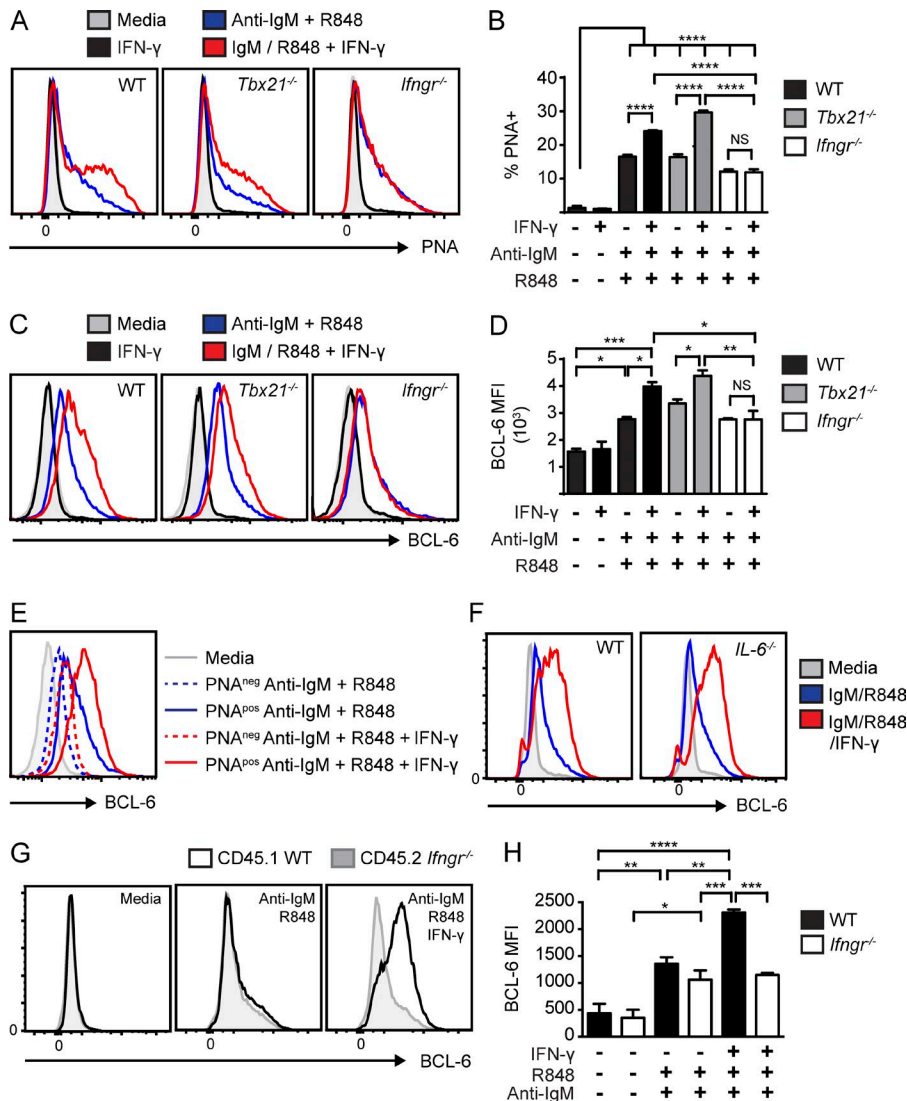 A
Media
Anti-IgM + R848
IFN-γ
IgM / R848 + IFN-γ
WT
Tbx21-/-
Ifngr-/-
0
0
0
PNA
B
****
****
****
****
****
NS
% PNA+
40
30
20
10
WT
Tbx21-/-
Ifngr-/-
IFN-γ - + - + - + - +
Anti-IgM - - + + + + + +
R848 - - + + + + + +
C
Media
Anti-IgM + R848
IFN-γ
IgM / R848 + IFN-γ
WT
Tbx21-/-
Ifngr-/-
BCL-6
D
*
***
*
*
*
**
NS
BCL-6 MFI
(10³)
5
4
3
2
1
WT
Tbx21-/-
Ifngr-/-
IFN-γ - + - + - + - +
Anti-IgM - - + + + + + +
R848 - - + + + + + +
E
BCL-6
Media
PNAneg Anti-IgM + R848
PNApos Anti-IgM + R848
PNAneg Anti-IgM + R848 + IFN-γ
PNApos Anti-IgM + R848 + IFN-γ
F
WT
IL-6-/-
0
0
0
BCL-6
Media
IgM/R848
IgM/R848
/IFN-γ
G
CD45.1 WT
CD45.2 Ifngr-/-
Media
Anti-IgM
R848
Anti-IgM
R848
IFN-γ
0
0
0
0
BCL-6
H
****
**
**
*
***
***
BCL-6 MFI
2500
2000
1500
1000
500
0
WT
Ifngr-/-
IFN-γ - - - - + +
R848 - - + + + +
Anti-IgM - - + + + +